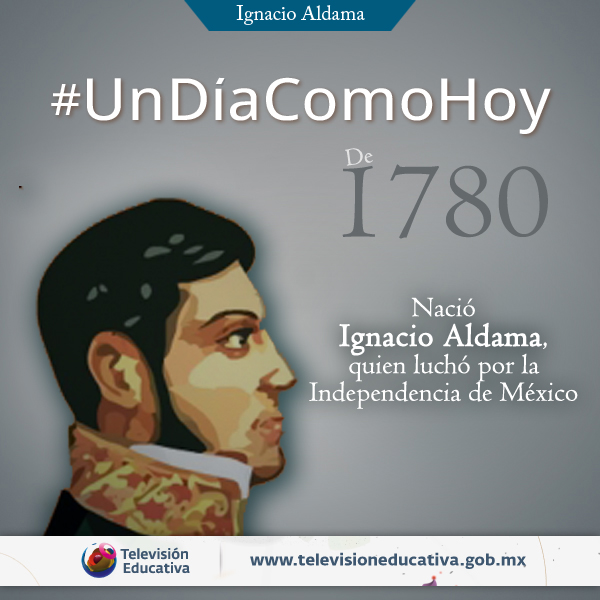 Ignacio Aldama
#UnDíaComoHoy
De
1780
Nació
Ignacio Aldama,
quien luchó por la
Independencia de México
Televisión
Educativa
www.televisioneducativa.gob.mx